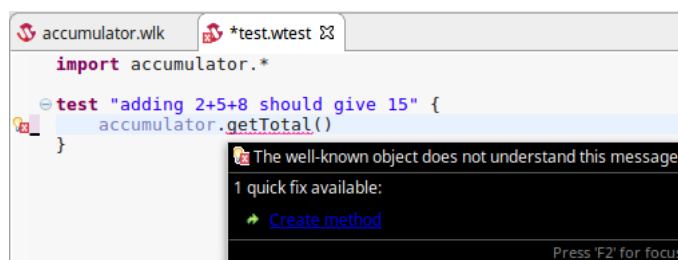 accumulator.wlk *test.wtest
import accumulator.*
test "adding 2+5+8 should give 15" {
accumulator.getTotal()
}
The well-known object does not understand this message
1 quick fix available:
Create method
Press 'F2' for focus